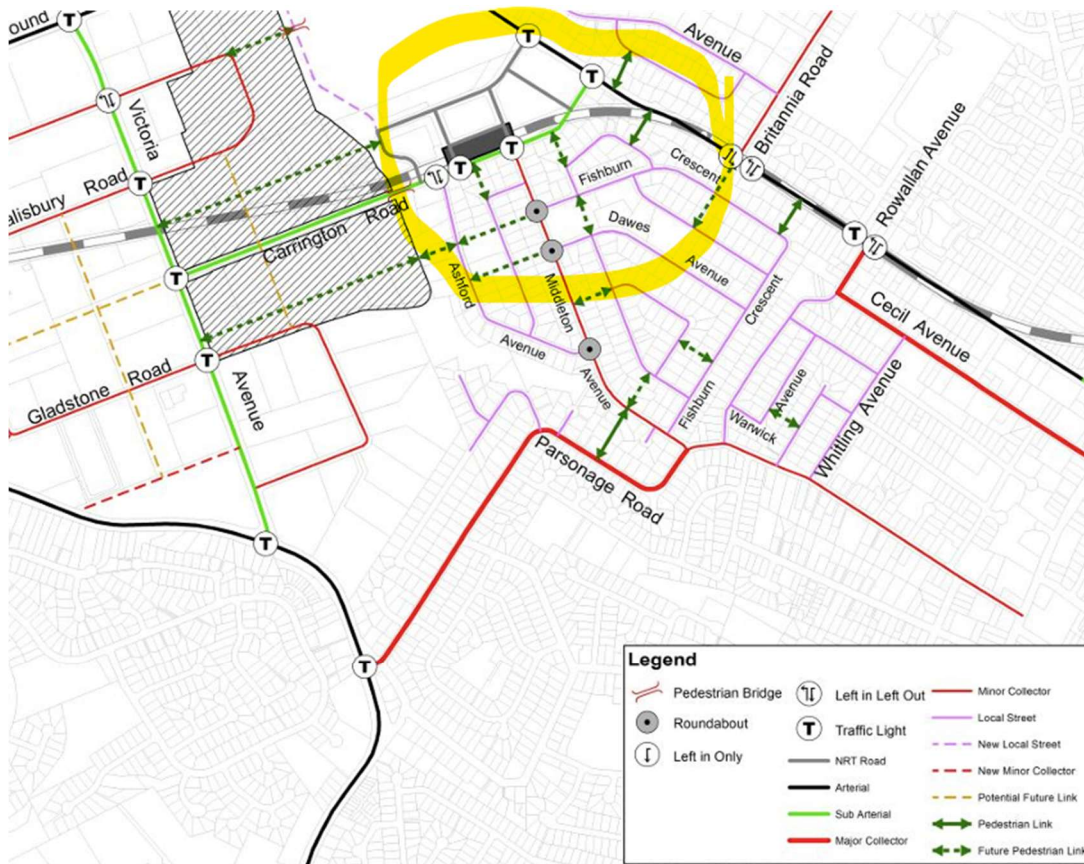 ound
T
Avenue
Britannia Road
Rowallan Avenue
Victoria
Avenue
alisbury Road
Carrington Road
Gladstone Road
Ashford
Avenue
Middleton
Avenue
Fishburn
Crescent
Dawes
Avenue
Crescent
Fishburn
Warwick
Avenue
Whitling Avenue
Cecil Avenue
Parsonage Road
T
T
T
T
T
T
T
T
T
T
Legend
Pedestrian Bridge
Roundabout
Left in Only
Left in Left Out
T Traffic Light
NRT Road
Arterial
Sub Arterial
Major Collector
Minor Collector
Local Street
New Local Street
New Minor Collector
Potential Future Link
Pedestrian Link
Future Pedestrian Link